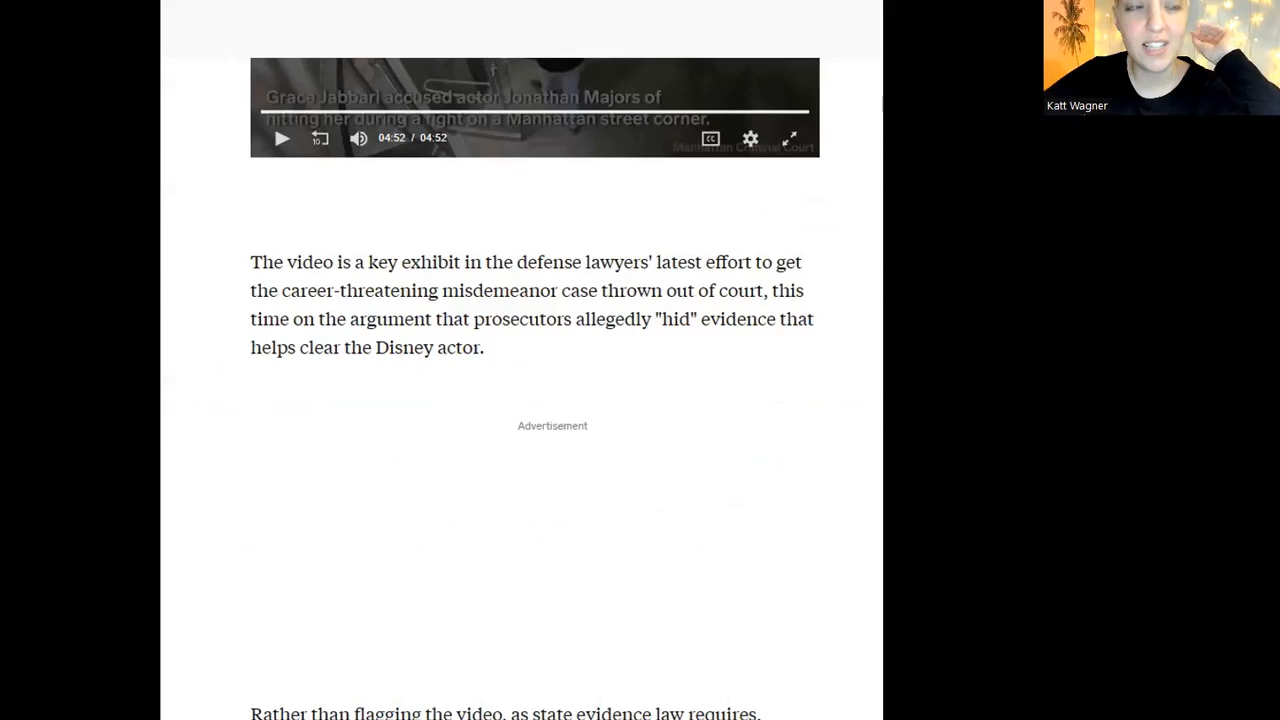 Grace Jabbari accused actor Jonathan Majors of
hitting her during a fight on a Manhattan street corner.
10
04:52 / 04:52
CC
Manhattan Criminal Court
Katt Wagner
The video is a key exhibit in the defense lawyers' latest effort to get
the career-threatening misdemeanor case thrown out of court, this
time on the argument that prosecutors allegedly "hid" evidence that
helps clear the Disney actor.
Advertisement
Rather than flagging the video, as state evidence law requires,